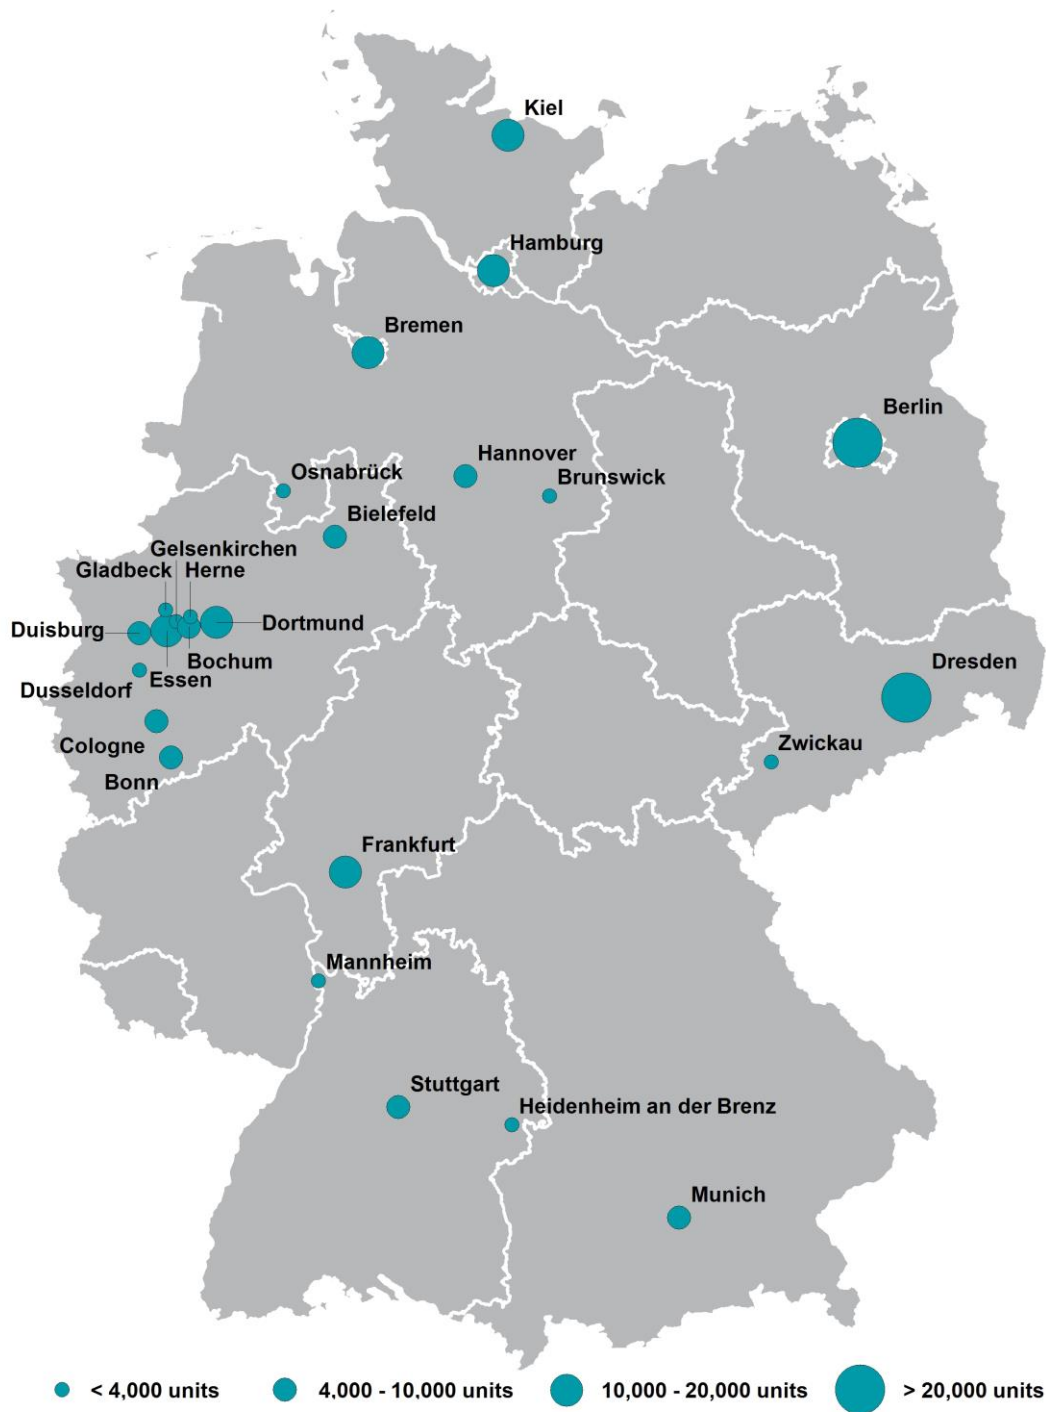 Kiel
Hamburg
Bremen
Berlin
Hannover
Osnabrück
Brunswick
Bielefeld
Gelsenkirchen
Gladbeck
Herne
Duisburg
Dortmund
Bochum
Essen
Dusseldorf
Dresden
Cologne
Zwickau
Bonn
Frankfurt
Mannheim
Stuttgart
Heidenheim an der Brenz
Munich
< 4,000 units
4,000 - 10,000 units
10,000 - 20,000 units
> 20,000 units